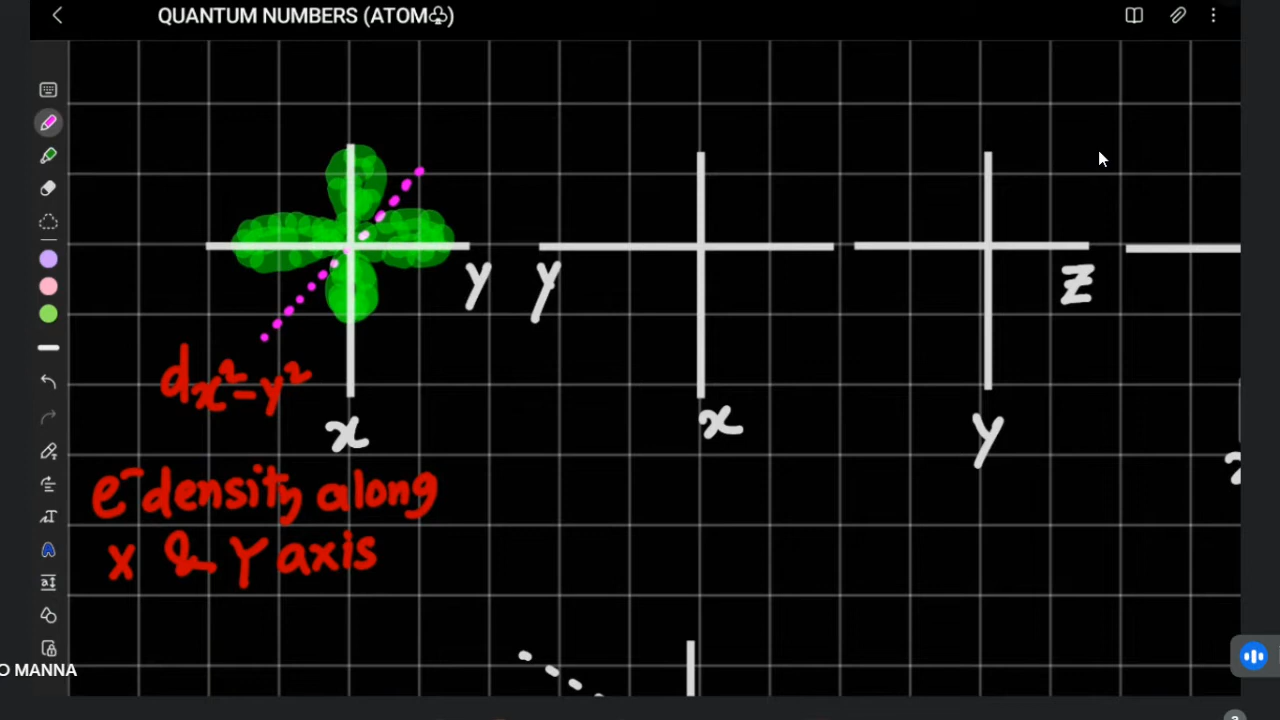 QUANTUM NUMBERS (ATOM♧)
y
y
z
dx²-y²
x
x
y
e⁻density along
x & Y axis
O MANNA